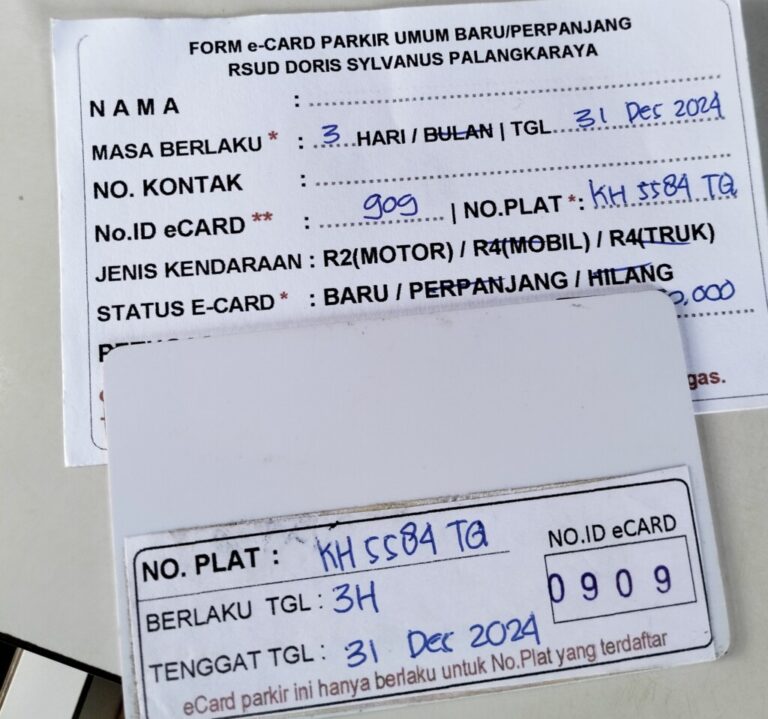 FORM e-CARD PARKIR UMUM BARU/PERPANJANG
RSUD DORIS SYLVANUS PALANGKARAYA
NAMA :
MASA BERLAKU * : 3 HARI / BULAN | TGL 31 Des 2024
NO. KONTAK :
No.ID eCARD ** : 909 | NO.PLAT * : KH 5584 TQ
JENIS KENDARAAN : R2(MOTOR) / R4(MOBIL) / R4(TRUK)
STATUS E-CARD * : BARU / PERPANJANG / HILANG
0,000
gas.
NO. PLAT : KH 5584 TQ
NO.ID eCARD
0909
BERLAKU TGL : 3H
TENGGAT TGL : 31 Des 2024
eCard parkir ini hanya berlaku untuk No.Plat yang terdaftar